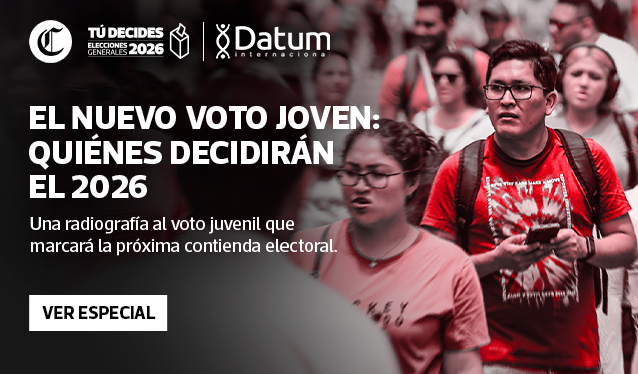 C
TÚ DECIDES
ELECCIONES
GENERALES 2026
Datum
internaciona
EL NUEVO VOTO JOVEN:
QUIÉNES DECIDIRÁN
EL 2026
Una radiografía al voto juvenil que
marcará la próxima contienda electoral.
VER ESPECIAL